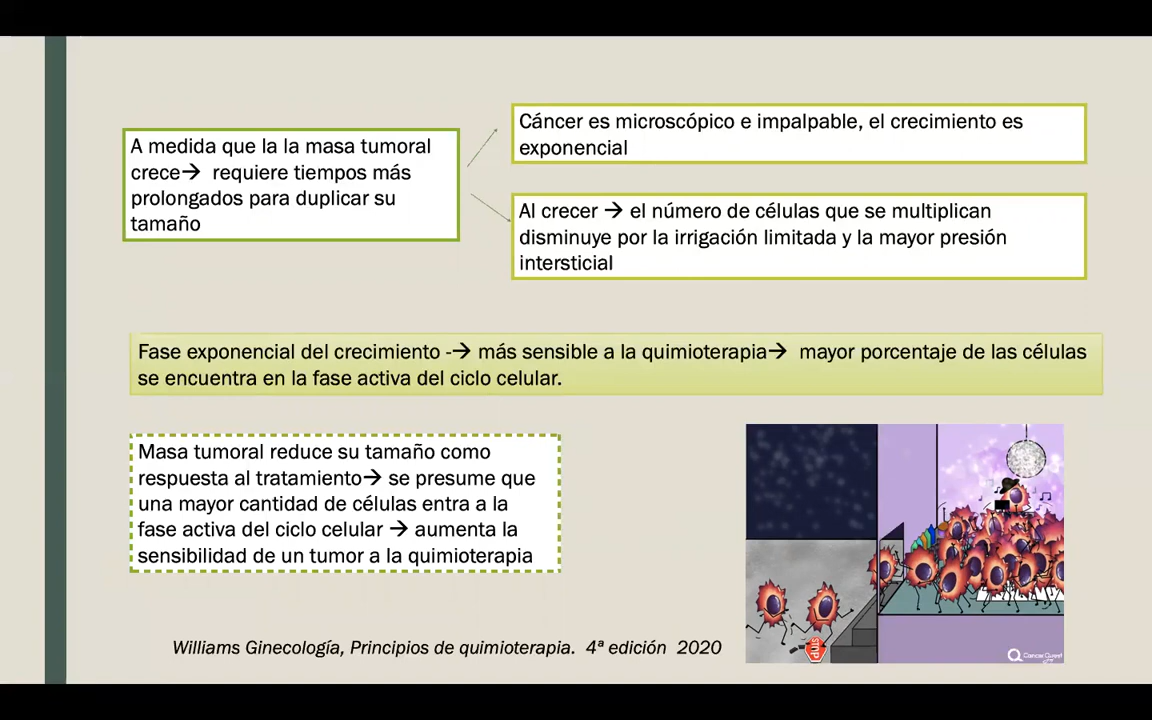 A medida que la la masa tumoral
crece→ requiere tiempos más
prolongados para duplicar su
tamaño
Cáncer es microscópico e impalpable, el crecimiento es
exponencial
Al crecer → el número de células que se multiplican
disminuye por la irrigación limitada y la mayor presión
intersticial
Fase exponencial del crecimiento -→ más sensible a la quimioterapia→ mayor porcentaje de las células
se encuentra en la fase activa del ciclo celular.
Masa tumoral reduce su tamaño como
respuesta al tratamiento→ se presume que
una mayor cantidad de células entra a la
fase activa del ciclo celular → aumenta la
sensibilidad de un tumor a la quimioterapia
Williams Ginecología, Principios de quimioterapia. 4ª edición 2020
CancerQuest